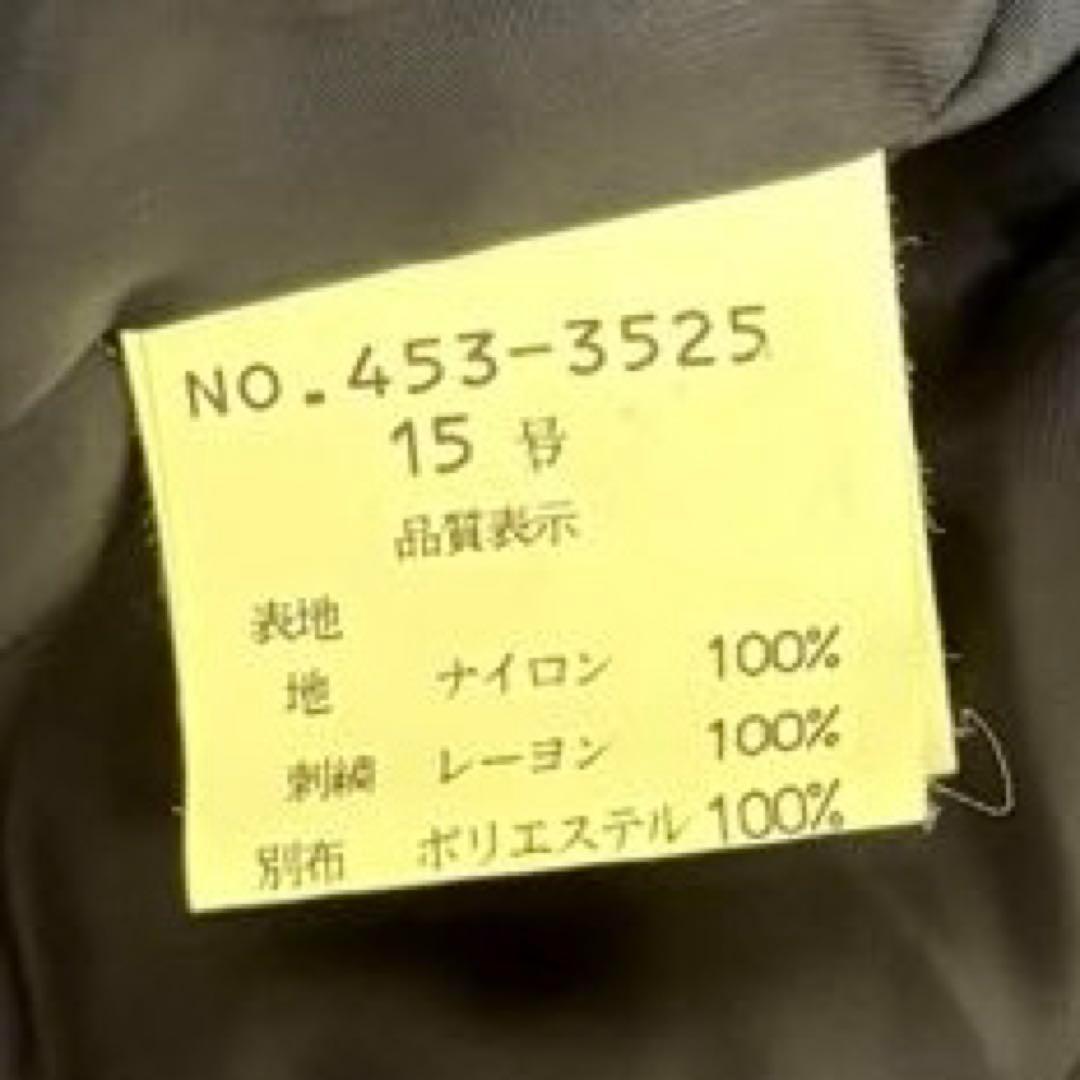 NO.453-3525
15 号
品質表示
表地
地 ナイロン 100%
刺繍 レーヨン 100%
別布 ポリエステル 100%